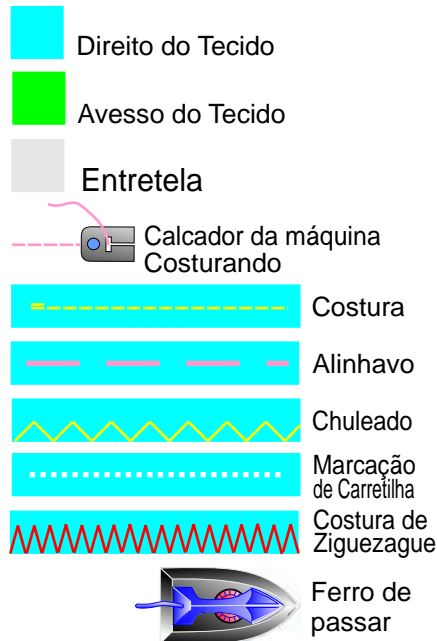 Direito do Tecido
Avesso do Tecido
Entretela
Calcador da máquina
Costurando
Costura
Alinhavo
Chuleado
Marcação
de Carretilha
Costura de
Ziguezague
Ferro de
passar